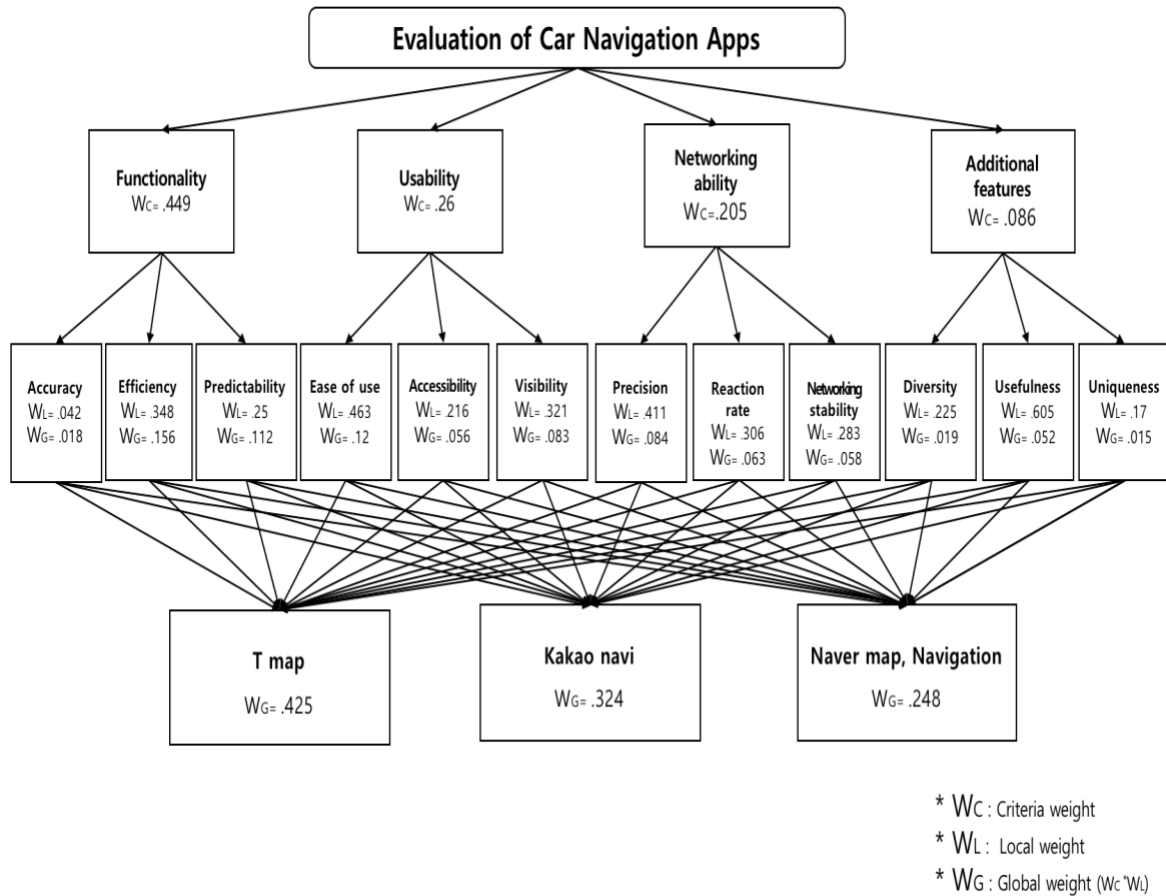 Evaluation of Car Navigation Apps
Functionality
WC= .449
Usability
WC= .26
Networking
ability
WC=.205
Additional
features
WC= .086
Accuracy
WL= .042
WG= .018
Efficiency
WL= .348
WG= .156
Predictability
WL= .25
WG= .112
Ease of use
WL= .463
WG= .12
Accessibility
WL= .216
WG= .056
Visibility
WL= .321
WG= .083
Precision
WL= .411
WG= .084
Reaction
rate
WL= .306
WG= .063
Networking
stability
WL= .283
WG= .058
Diversity
WL= .225
WG= .019
Usefulness
WL= .605
WG= .052
Uniqueness
WL= .17
WG= .015
T map
WG= .425
Kakao navi
WG= .324
Naver map, Navigation
WG= .248
* WC : Criteria weight
* WL : Local weight
* WG : Global weight (WC *WL)